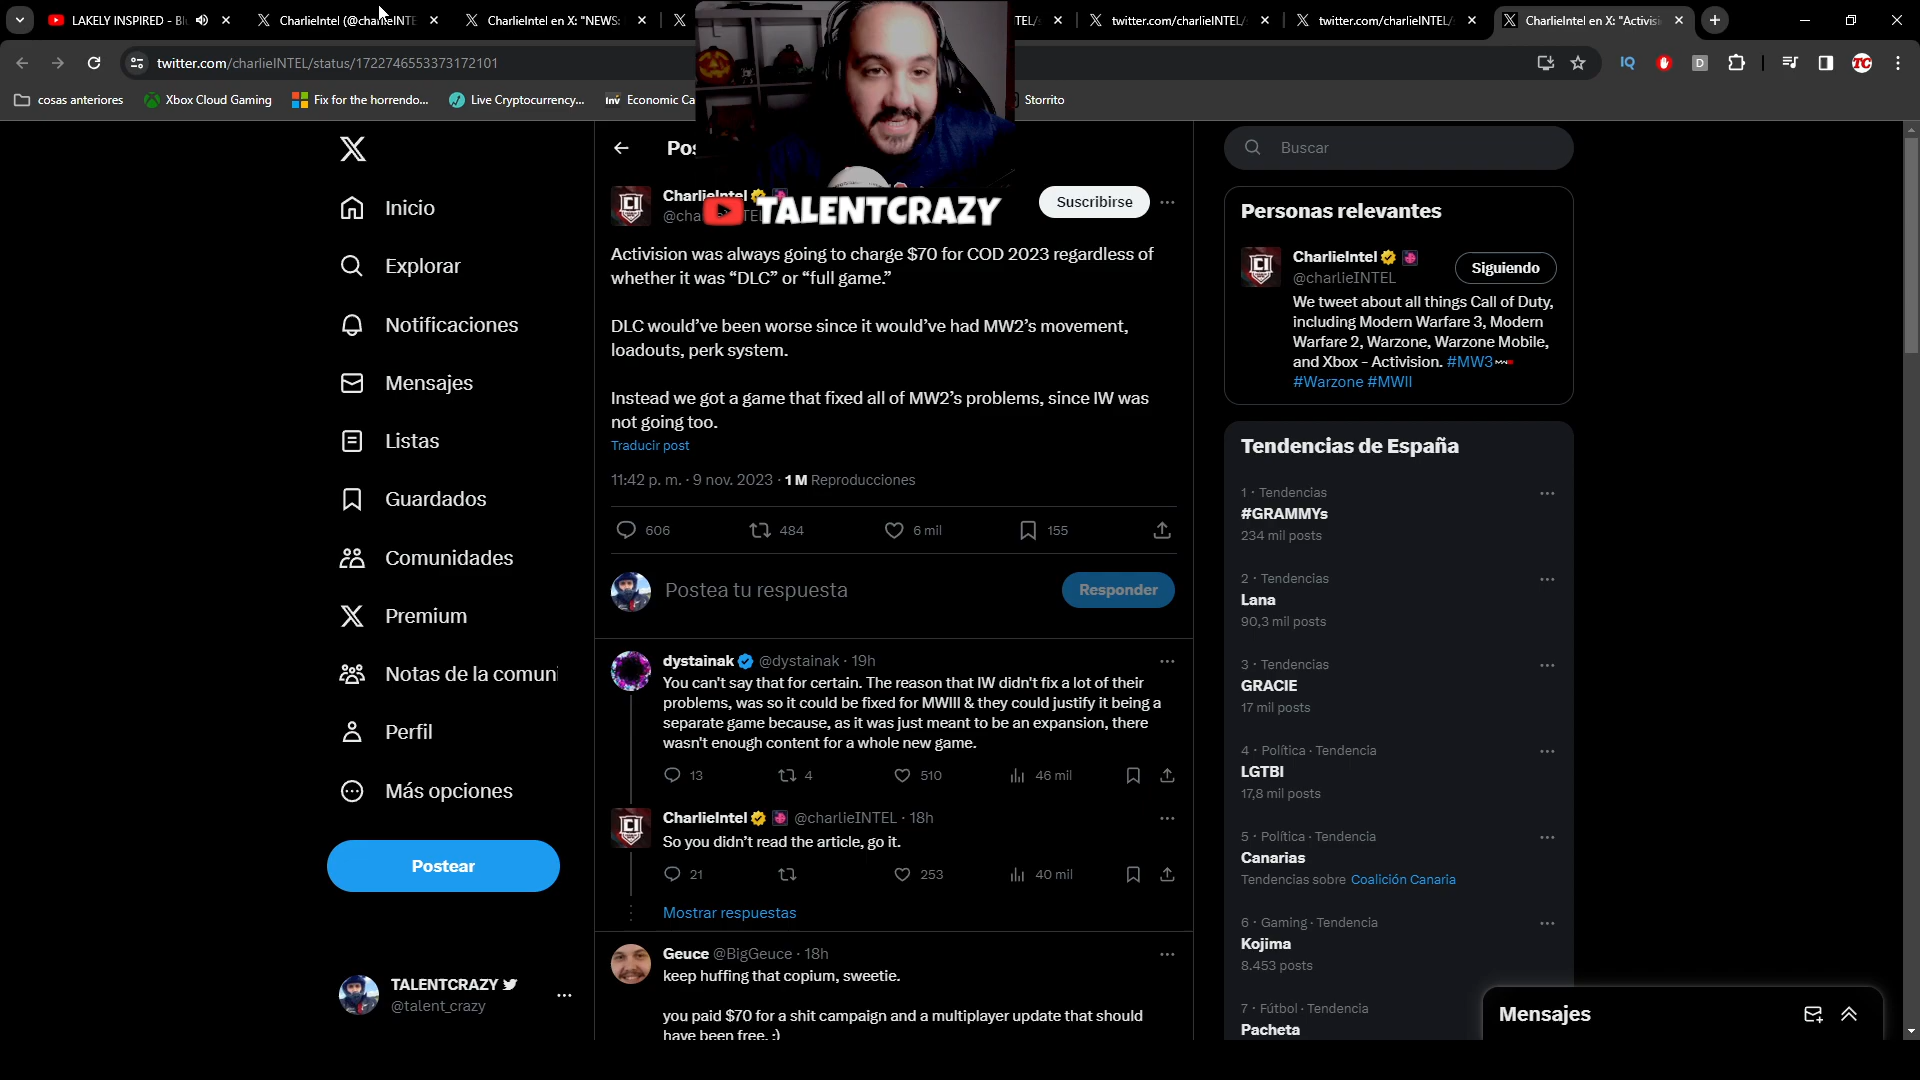 LAKELY INSPIRED - Bl
CharlieIntel (@charlieINTE
CharlieIntel en X: "NEWS:
TEL/s
twitter.com/charlieINTEL/
twitter.com/charlieINTEL/
CharlieIntel en X: "Activisi
twitter.com/charlieINTEL/status/1722746553373172101
cosas anteriores
Xbox Cloud Gaming
Fix for the horrendo...
Live Cryptocurrency,...
Inv Economic Ca
Storrito
Pos
Buscar
Inicio
Explorar
Notificaciones
Mensajes
Listas
Guardados
Comunidades
Premium
Notas de la comuni
Perfil
Más opciones
Postear
TALENTCRAZY
@talent_crazy
CharlieIntel
@cha
TEL
TALENTCRAZY
Suscribirse
Activision was always going to charge $70 for COD 2023 regardless of
whether it was “DLC” or “full game.”
DLC would’ve been worse since it would’ve had MW2’s movement,
loadouts, perk system.
Instead we got a game that fixed all of MW2’s problems, since IW was
not going too.
Traducir post
11:42 p. m. · 9 nov. 2023 · 1 M Reproducciones
606 484 6 mil 155
Postea tu respuesta
Responder
dystainak @dystainak · 19h
You can't say that for certain. The reason that IW didn't fix a lot of their
problems, was so it could be fixed for MWIII & they could justify it being a
separate game because, as it was just meant to be an expansion, there
wasn't enough content for a whole new game.
13 4 510 46 mil
CharlieIntel @charlieINTEL · 18h
So you didn’t read the article, go it.
21 253 40 mil
Mostrar respuestas
Geuce @BigGeuce · 18h
keep huffing that copium, sweetie.
you paid $70 for a shit campaign and a multiplayer update that should
have been free. :)
Personas relevantes
CharlieIntel
@charlieINTEL
Siguiendo
We tweet about all things Call of Duty,
including Modern Warfare 3, Modern
Warfare 2, Warzone, Warzone Mobile,
and Xbox - Activision. #MW3
#Warzone #MWII
Tendencias de España
1 · Tendencias
#GRAMMYs
234 mil posts
2 · Tendencias
Lana
90,3 mil posts
3 · Tendencias
GRACIE
17 mil posts
4 · Política · Tendencia
LGTBI
17,8 mil posts
5 · Política · Tendencia
Canarias
Tendencias sobre Coalición Canaria
6 · Gaming · Tendencia
Kojima
8.453 posts
7 · Fútbol · Tendencia
Pacheta
Mensajes